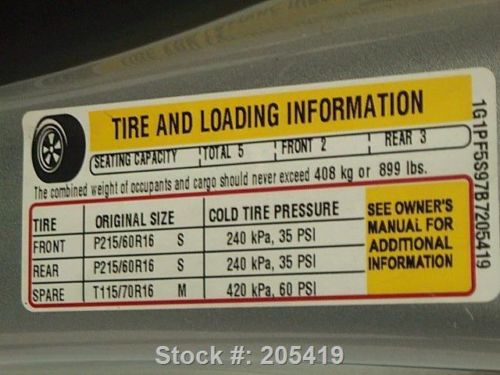 TIRE AND LOADING INFORMATION
SEATING CAPACITY TOTAL 5 FRONT 2 REAR 3
The combined weight of occupants and cargo should never exceed 408 kg or 899 lbs.
TIRE ORIGINAL SIZE COLD TIRE PRESSURE
FRONT P215/60R16 S 240 kPa, 35 PSI
REAR P215/60R16 S 240 kPa, 35 PSI
SPARE T115/70R16 M 420 kPa, 60 PSI
SEE OWNER'S
MANUAL FOR
ADDITIONAL
INFORMATION
1G1PF5S97B7205419
Stock #: 205419